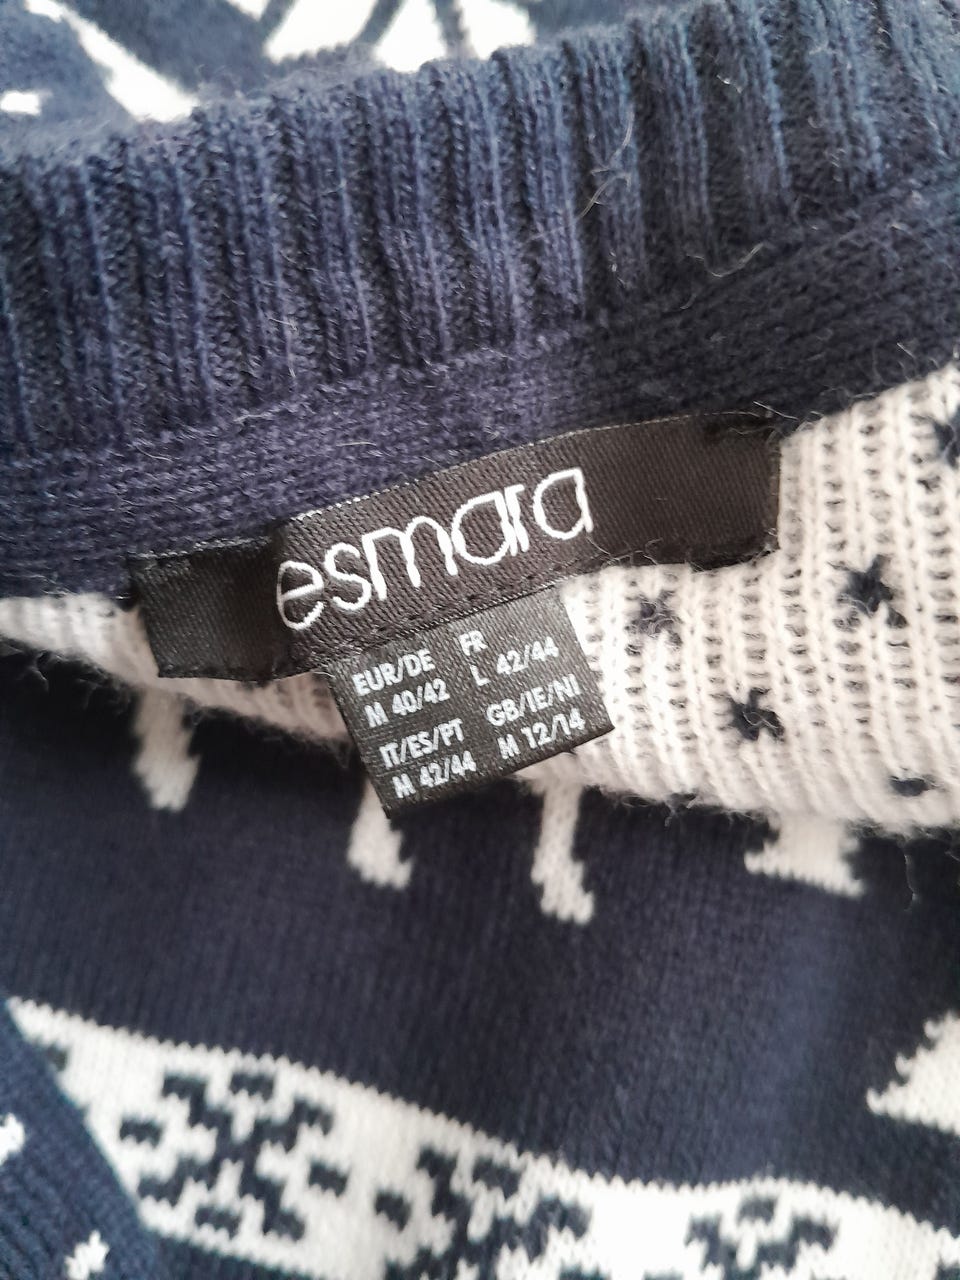 esmara
EUR/DE FR
M 40/42 L 42/44
IT/ES/PT GB/IE/NI
M 42/44 M 12/14